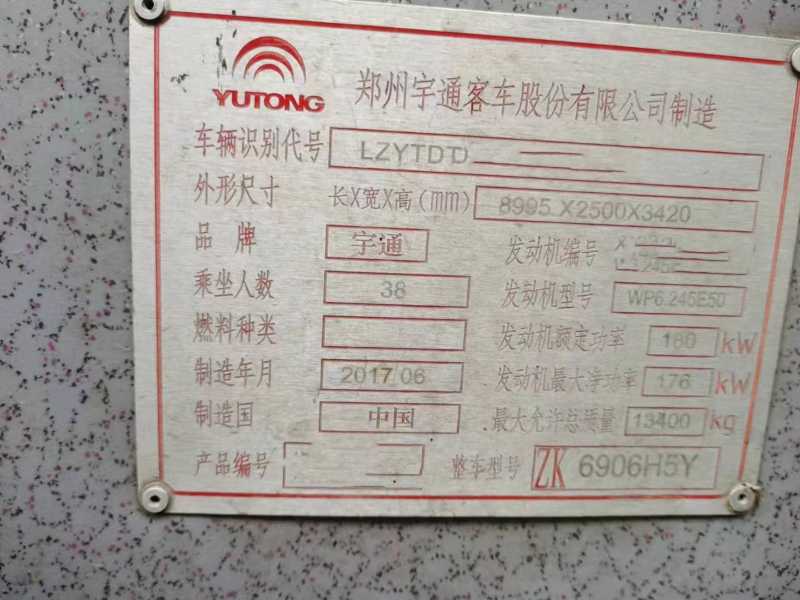 YUTONG 郑州宇通客车股份有限公司制造
车辆识别代号 LZYTDTD
外形尺寸 长X宽X高(mm) 8995 X2500X3420
品牌 宇通 发动机编号
乘坐人数 38 发动机型号 WP6.245E50
燃料种类 发动机额定功率 180 kW
制造年月 2017.06 发动机最大净功率 176 kW
制造国 中国 最大允许总质量 13400 kg
产品编号 整车型号 ZK 6906H5Y